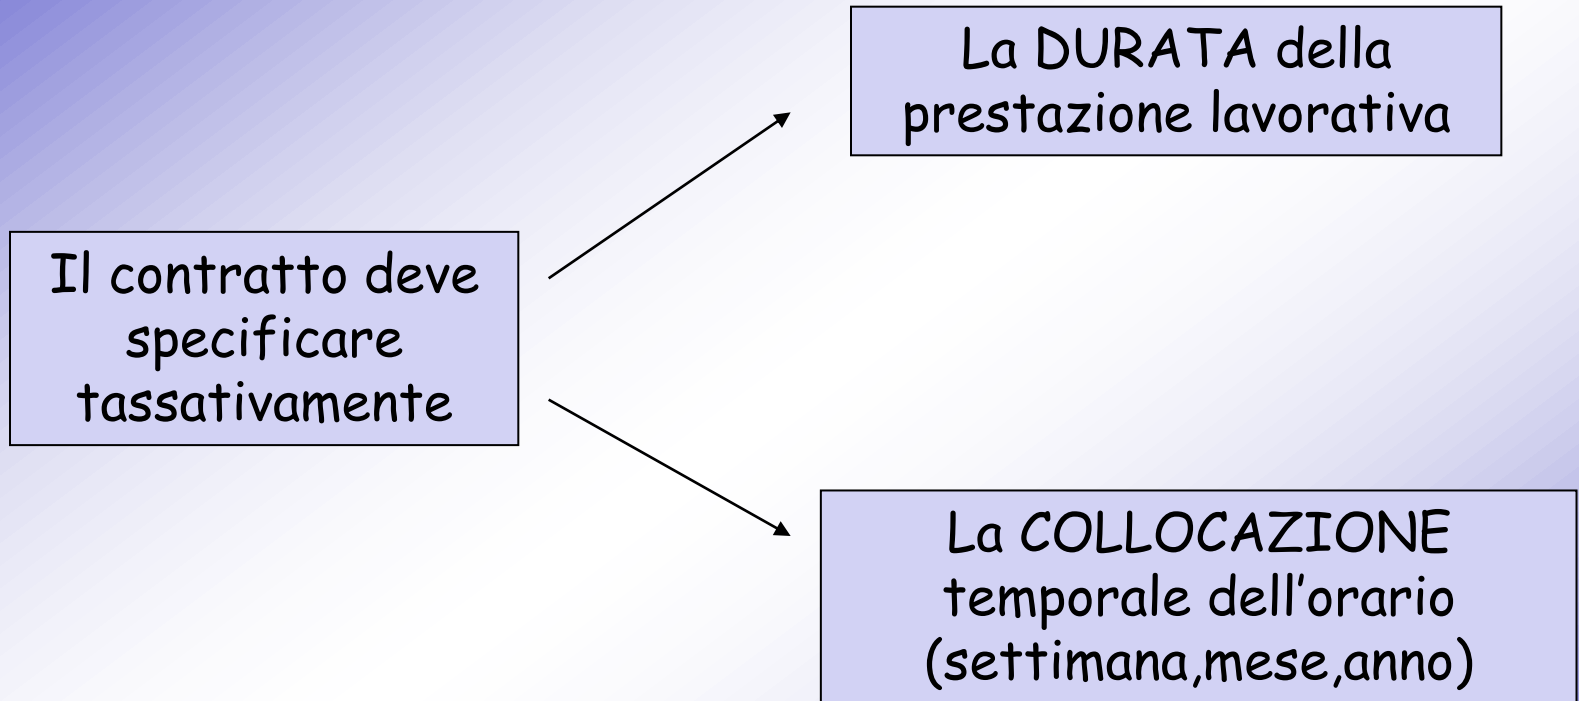 La DURATA della
prestazione lavorativa
Il contratto deve
specificare
tassativamente
La COLLOCAZIONE
temporale dell’orario
(settimana,mese,anno)